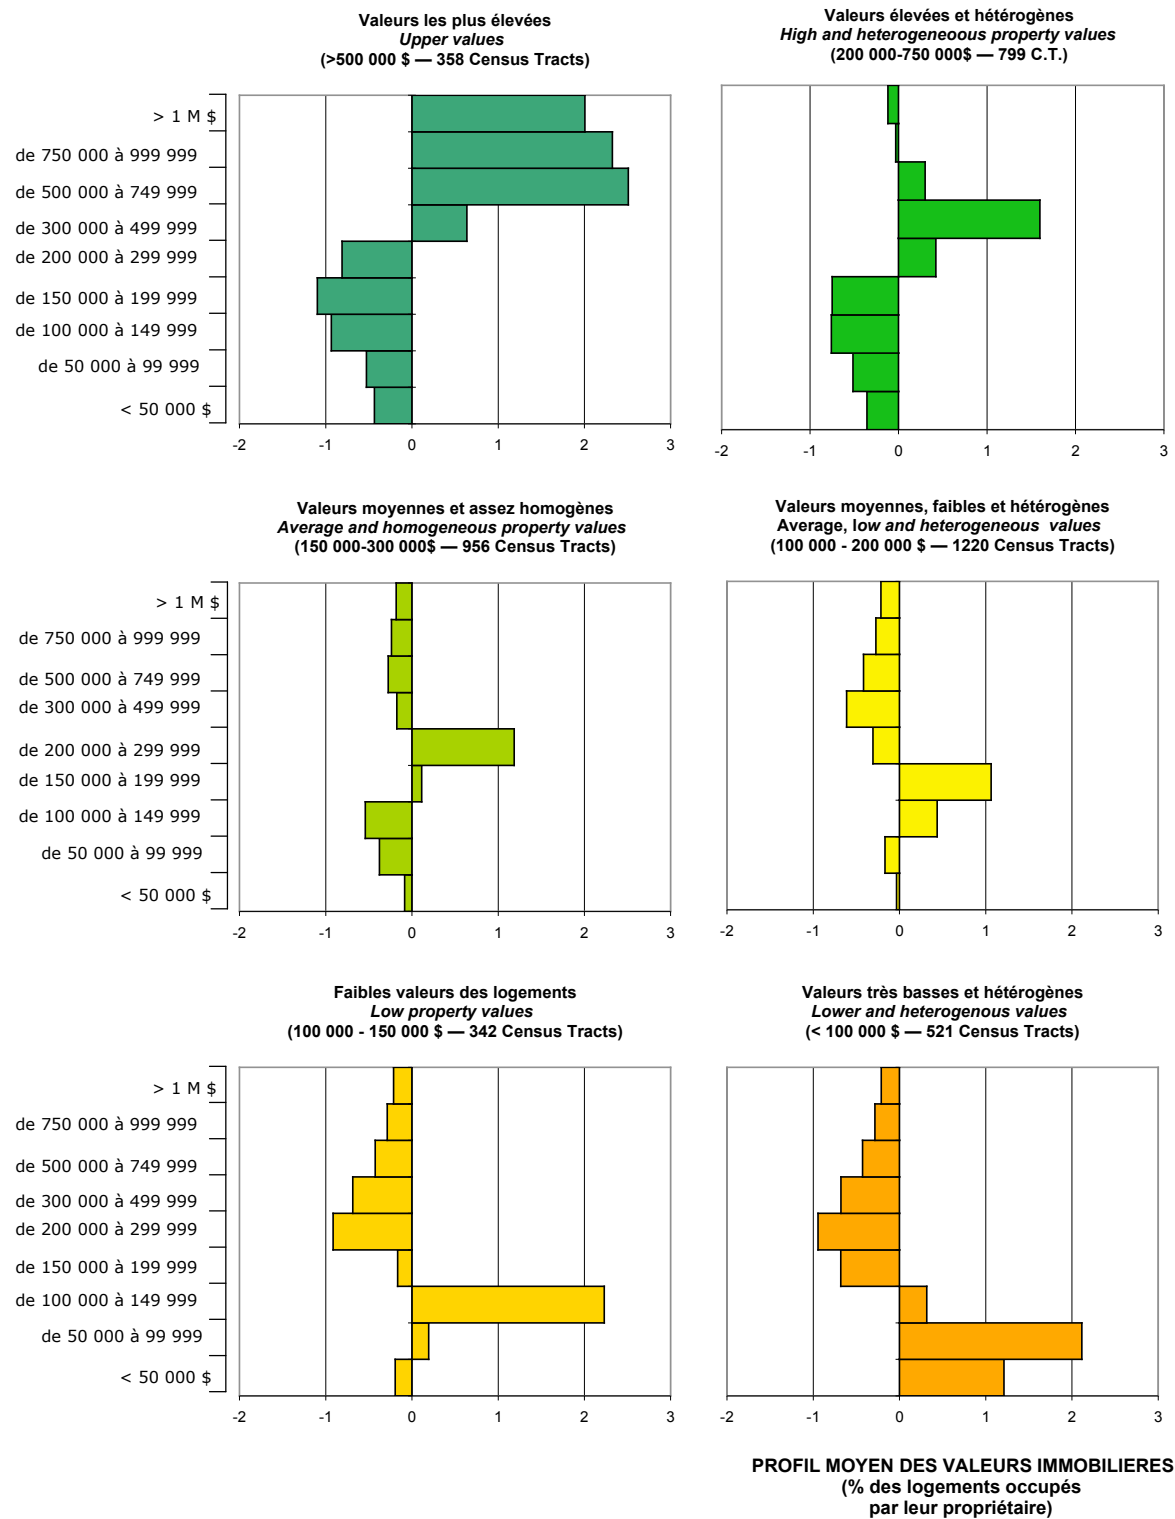 Valeurs les plus élevées
Upper values
(>500 000 $ — 358 Census Tracts)
> 1 M $
de 750 000 à 999 999
de 500 000 à 749 999
de 300 000 à 499 999
de 200 000 à 299 999
de 150 000 à 199 999
de 100 000 à 149 999
de 50 000 à 99 999
< 50 000 $
-2 -1 0 1 2 3
Valeurs élevées et hétérogènes
High and heterogeneoous property values
(200 000-750 000$ — 799 C.T.)
-2 -1 0 1 2 3
Valeurs moyennes et assez homogènes
Average and homogeneous property values
(150 000-300 000$ — 956 Census Tracts)
> 1 M $
de 750 000 à 999 999
de 500 000 à 749 999
de 300 000 à 499 999
de 200 000 à 299 999
de 150 000 à 199 999
de 100 000 à 149 999
de 50 000 à 99 999
< 50 000 $
-2 -1 0 1 2 3
Valeurs moyennes, faibles et hétérogènes
Average, low and heterogeneous values
(100 000 - 200 000 $ — 1220 Census Tracts)
-2 -1 0 1 2 3
Faibles valeurs des logements
Low property values
(100 000 - 150 000 $ — 342 Census Tracts)
> 1 M $
de 750 000 à 999 999
de 500 000 à 749 999
de 300 000 à 499 999
de 200 000 à 299 999
de 150 000 à 199 999
de 100 000 à 149 999
de 50 000 à 99 999
< 50 000 $
-2 -1 0 1 2 3
Valeurs très basses et hétérogènes
Lower and heterogenous values
(< 100 000 $ — 521 Census Tracts)
-2 -1 0 1 2 3
PROFIL MOYEN DES VALEURS IMMOBILIERES
(% des logements occupés
par leur propriétaire)